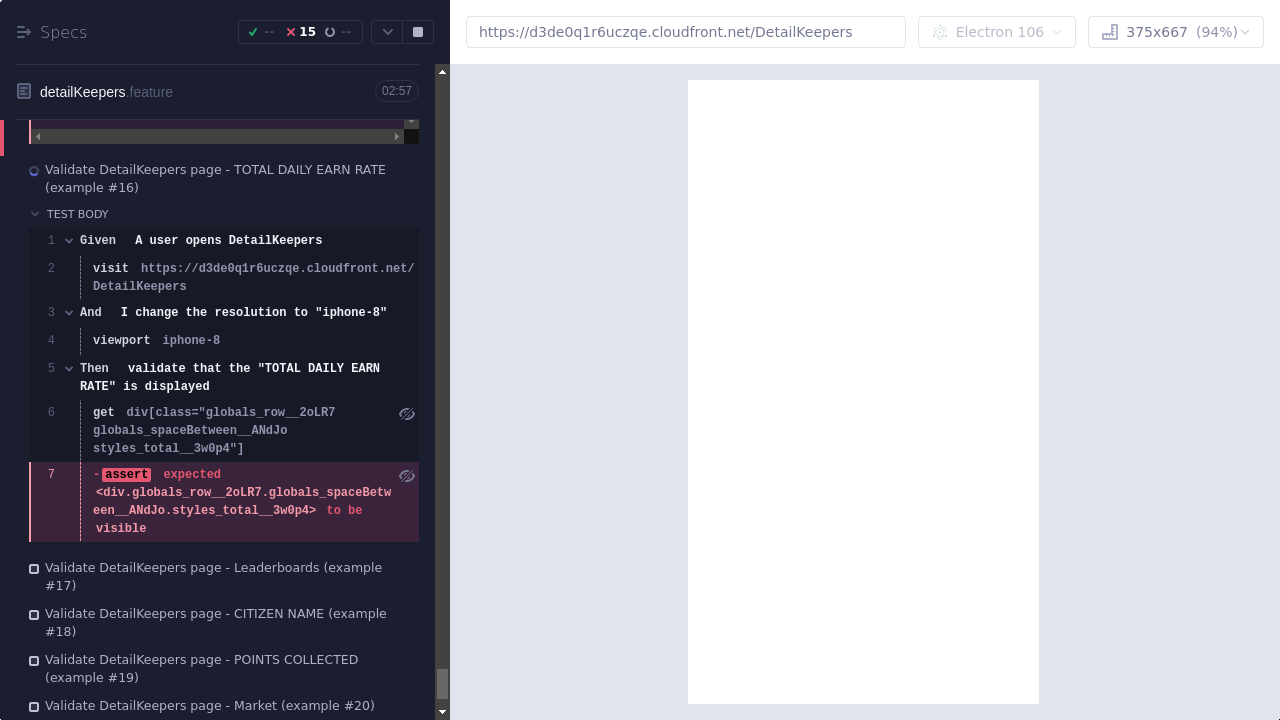 Specs
-- 15 --
https://d3de0q1r6uczqe.cloudfront.net/DetailKeepers
Electron 106
375x667 (94%)
detailKeepers.feature
02:57
Validate DetailKeepers page - TOTAL DAILY EARN RATE
(example #16)
TEST BODY
1 Given A user opens DetailKeepers
2 visit https://d3de0q1r6uczqe.cloudfront.net/
DetailKeepers
3 And I change the resolution to "iphone-8"
4 viewport iphone-8
5 Then validate that the "TOTAL DAILY EARN
RATE" is displayed
6 get div[class="globals_row__2oLR7
globals_spaceBetween__ANdJo
styles_total__3w0p4"]
7 -assert expected
<div.globals_row__2oLR7.globals_spaceBetw
een__ANdJo.styles_total__3w0p4> to be
visible
Validate DetailKeepers page - Leaderboards (example
#17)
Validate DetailKeepers page - CITIZEN NAME (example
#18)
Validate DetailKeepers page - POINTS COLLECTED
(example #19)
Validate DetailKeepers page - Market (example #20)